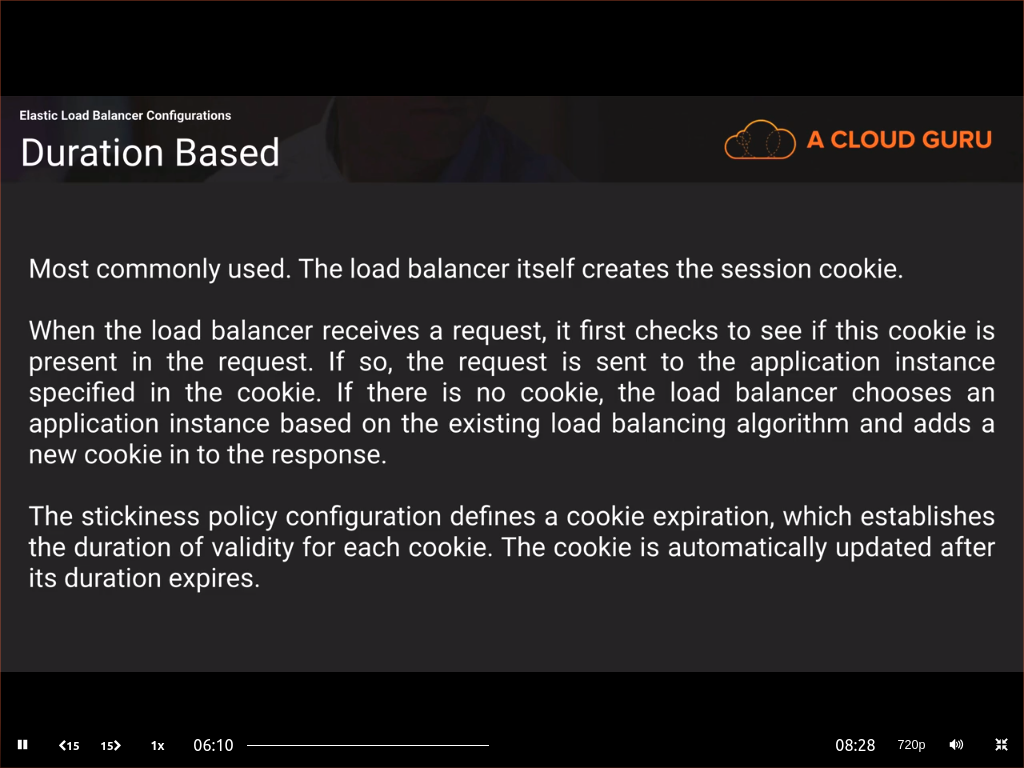 Elastic Load Balancer Configurations
Duration Based
A CLOUD GURU
Most commonly used. The load balancer itself creates the session cookie.
When the load balancer receives a request, it first checks to see if this cookie is
present in the request. If so, the request is sent to the application instance
specified in the cookie. If there is no cookie, the load balancer chooses an
application instance based on the existing load balancing algorithm and adds a
new cookie in to the response.
The stickiness policy configuration defines a cookie expiration, which establishes
the duration of validity for each cookie. The cookie is automatically updated after
its duration expires.
15 15 1x 06:10 08:28 720p